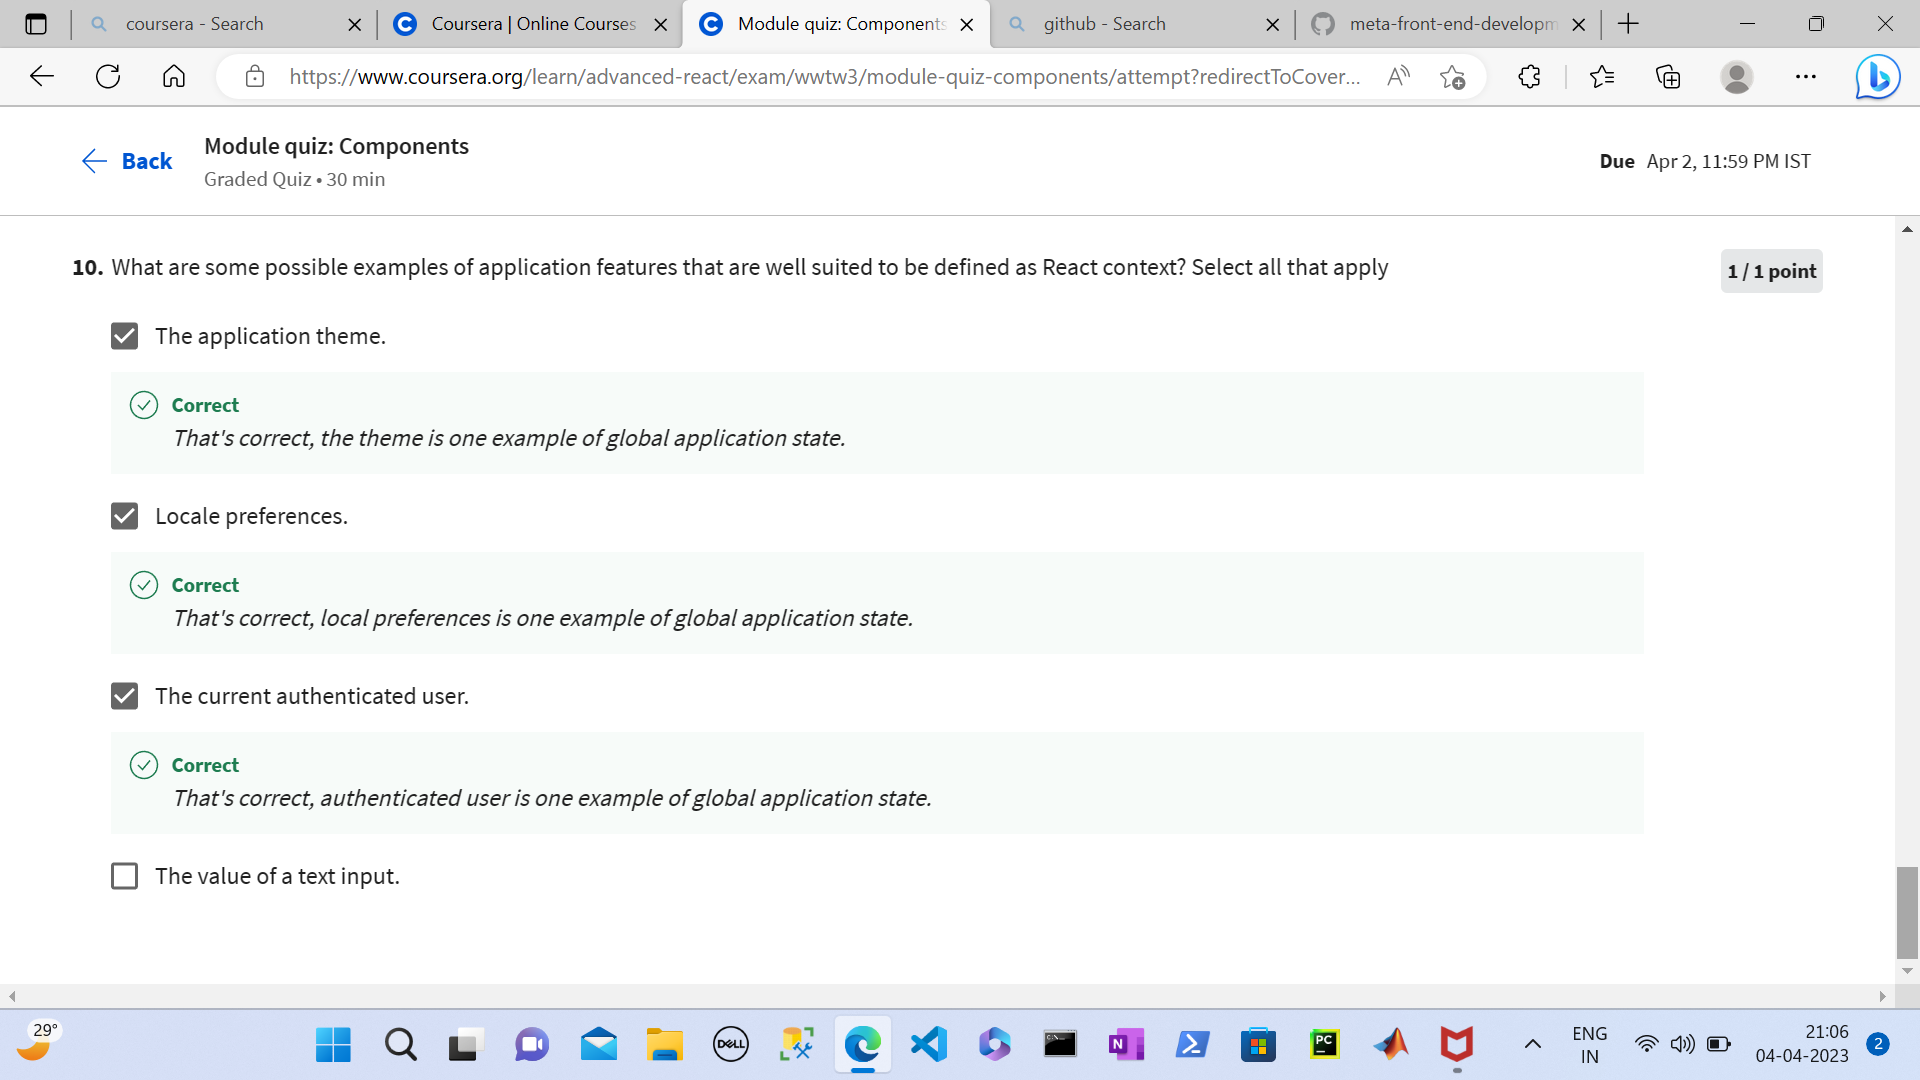 coursera - Search
Coursera | Online Courses
Module quiz: Components
github - Search
meta-front-end-developm
https://www.coursera.org/learn/advanced-react/exam/wwtw3/module-quiz-components/attempt?redirectToCover...
Back
Module quiz: Components
Graded Quiz • 30 min
Due Apr 2, 11:59 PM IST
10. What are some possible examples of application features that are well suited to be defined as React context? Select all that apply
1 / 1 point
The application theme.
Correct
That's correct, the theme is one example of global application state.
Locale preferences.
Correct
That's correct, local preferences is one example of global application state.
The current authenticated user.
Correct
That's correct, authenticated user is one example of global application state.
The value of a text input.
29°
DELL
N
PC
ENG
IN
21:06
04-04-2023
2